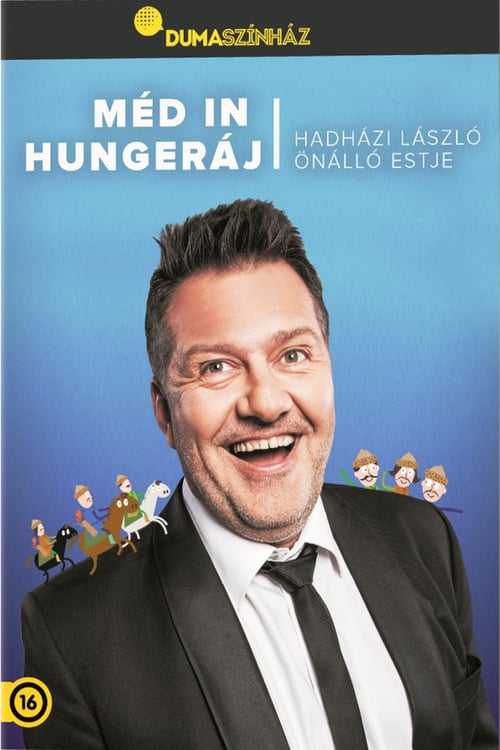 DUMASZÍNHÁZ
MÉD IN
HUNGERÁJ
HADHÁZI LÁSZLÓ
ÖNÁLLÓ ESTJE
16